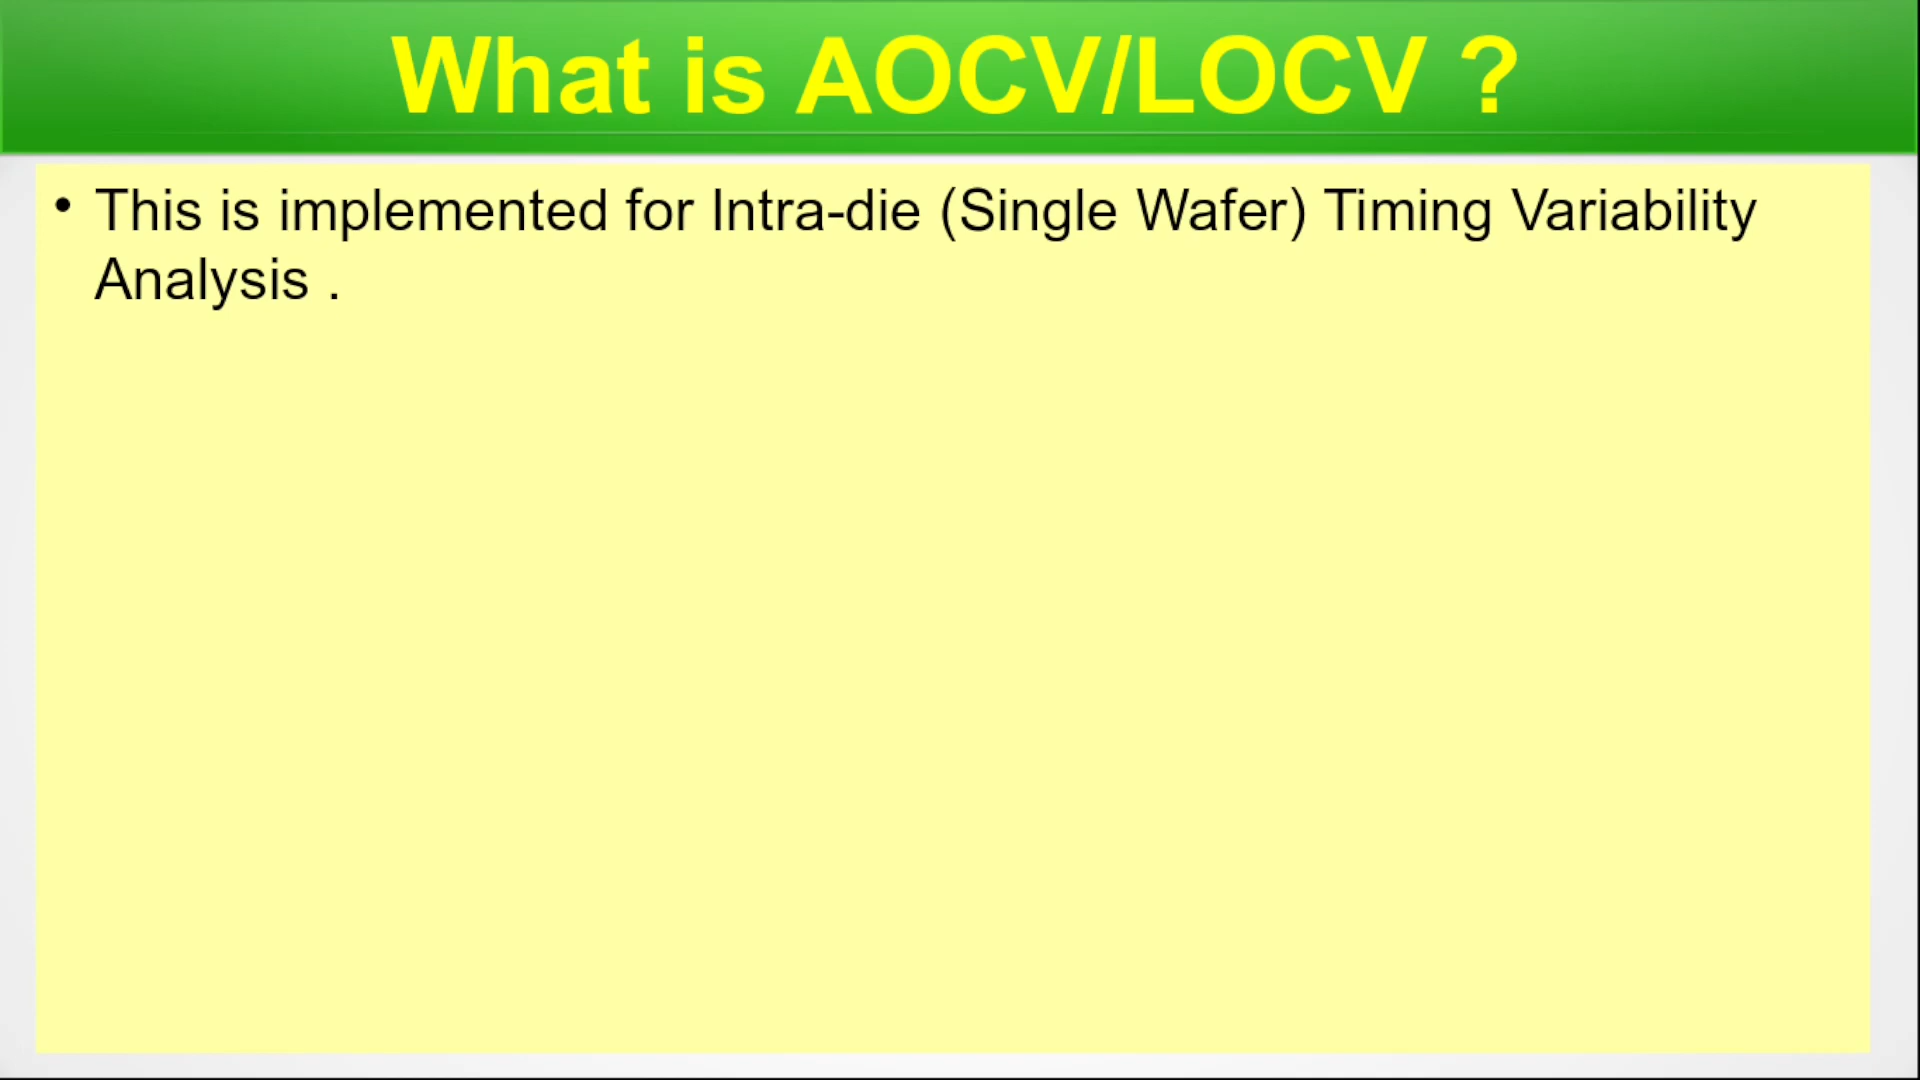 What is AOCV/LOCV ?
• This is implemented for Intra-die (Single Wafer) Timing Variability
Analysis .